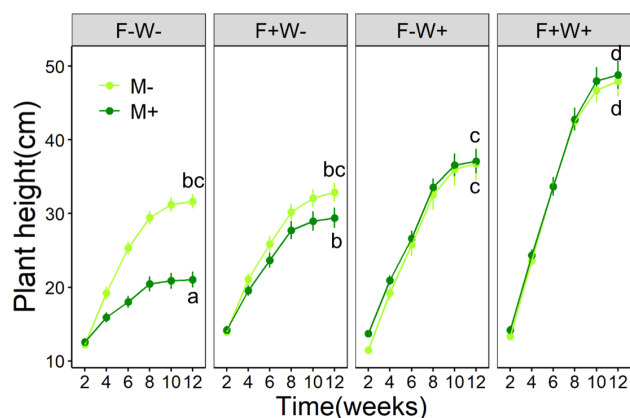 F-W- F+W- F-W+ F+W+
Plant height(cm)
50
40
30
20
10
M-
M+
bc
a
bc
b
c
c
d
d
2 4 6 8 10 12 2 4 6 8 10 12 2 4 6 8 10 12 2 4 6 8 10 12
Time(weeks)